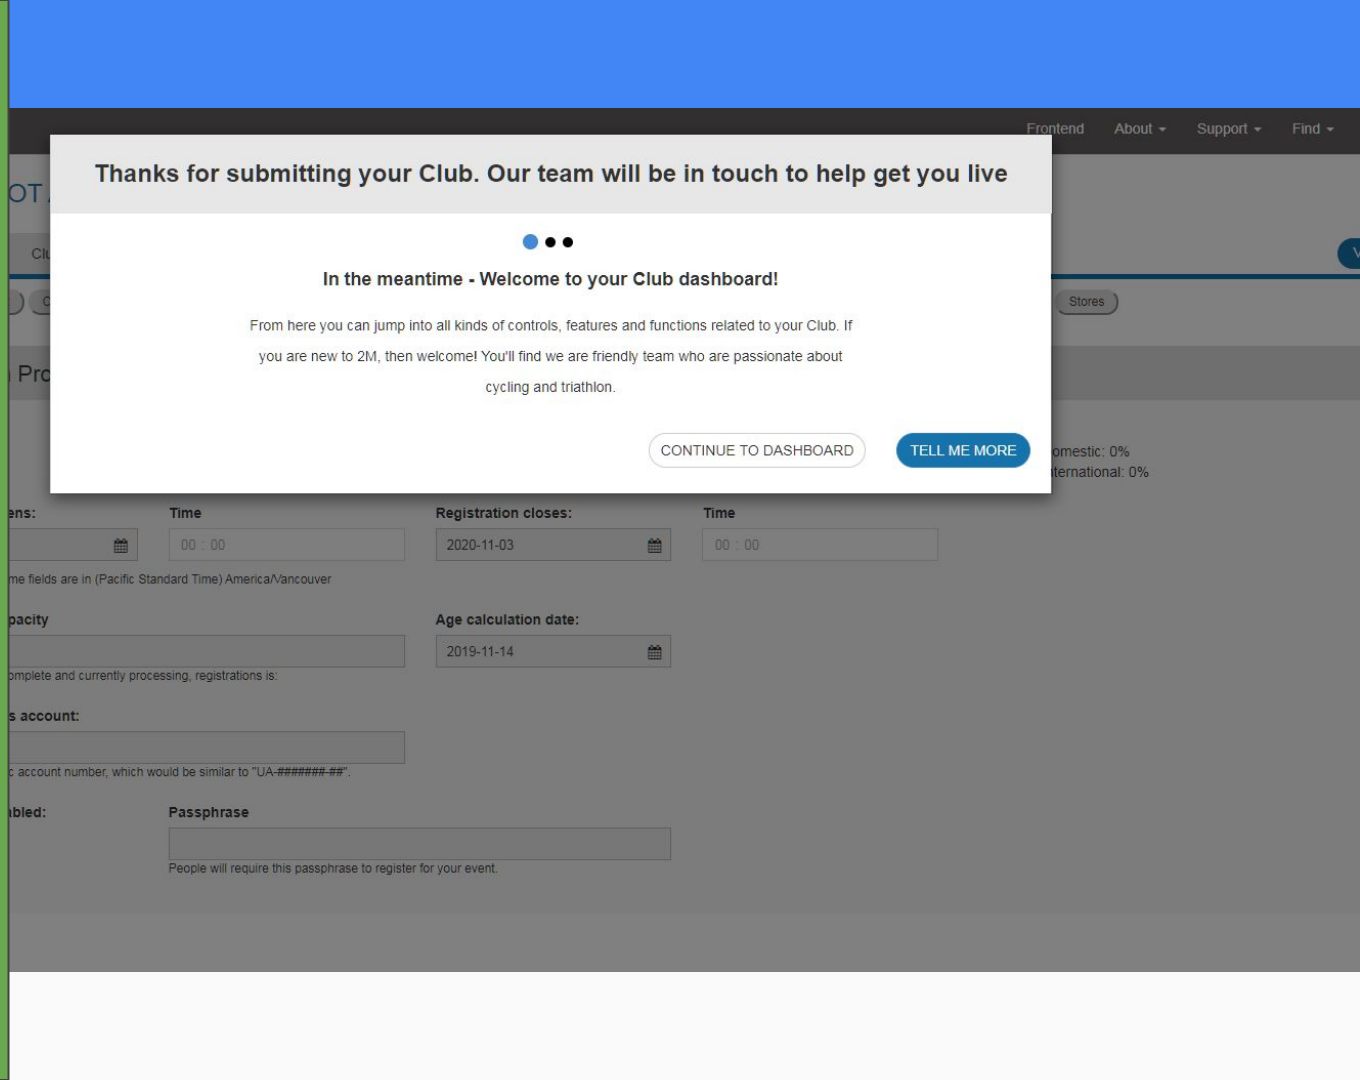 Frontend About Support Find
Thanks for submitting your Club. Our team will be in touch to help get you live
OT
Clu
In the meantime - Welcome to your Club dashboard!
Stores
From here you can jump into all kinds of controls, features and functions related to your Club. If
you are new to 2M, then welcome! You'll find we are friendly team who are passionate about
cycling and triathlon.
Pro
CONTINUE TO DASHBOARD TELL ME MORE
omestic: 0%
ternational: 0%
ens: Time Registration closes: Time
00 : 00 2020-11-03 00 : 00
me fields are in (Pacific Standard Time) America/Vancouver
pacity Age calculation date:
2019-11-14
omplete and currently processing, registrations is:
s account:
c account number, which would be similar to "UA-#######-##".
bled: Passphrase
People will require this passphrase to register for your event.